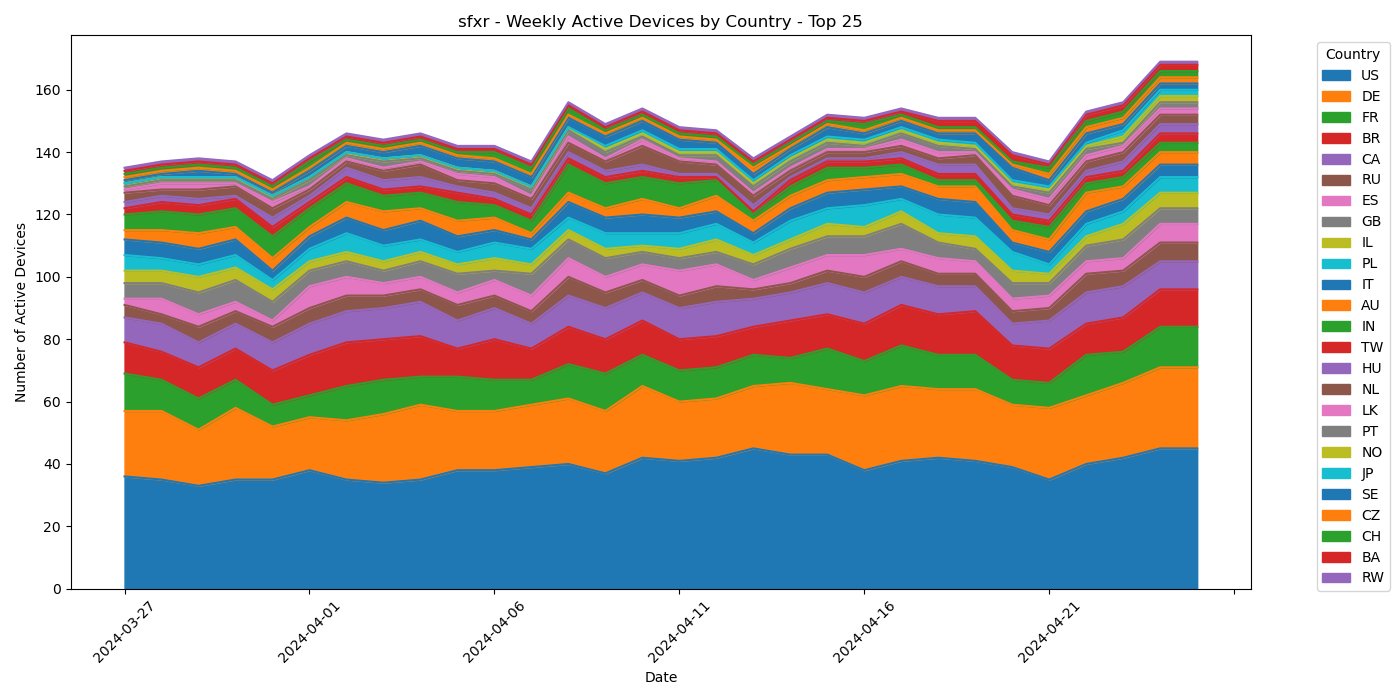 sfxr - Weekly Active Devices by Country - Top 25
Number of Active Devices
160
140
120
100
80
60
40
20
0
2024-03-27
2024-04-01
2024-04-06
2024-04-11
2024-04-16
2024-04-21
Date
Country
US
DE
FR
BR
CA
RU
ES
GB
IL
PL
IT
AU
IN
TW
HU
NL
LK
PT
NO
JP
SE
CZ
CH
BA
RW